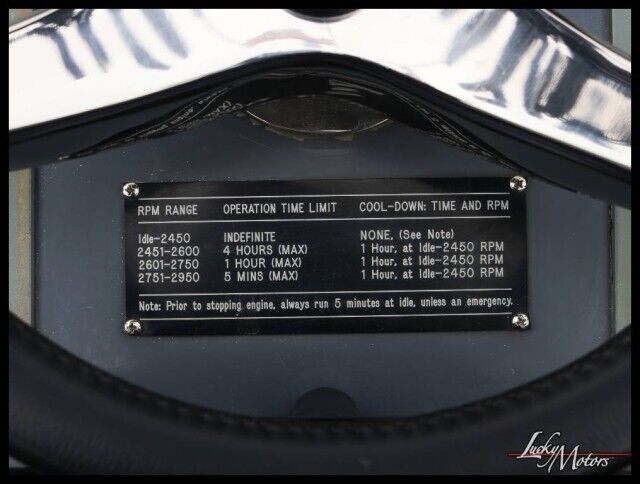 RPM RANGE OPERATION TIME LIMIT COOL-DOWN: TIME AND RPM
Idle-2450 INDEFINITE NONE, (See Note)
2451-2600 4 HOURS (MAX) 1 Hour, at Idle-2450 RPM
2601-2750 1 HOUR (MAX) 1 Hour, at Idle-2450 RPM
2751-2950 5 MINS (MAX) 1 Hour, at Idle-2450 RPM
Note: Prior to stopping engine, always run 5 minutes at idle, unless an emergency.
Lucky
Motors